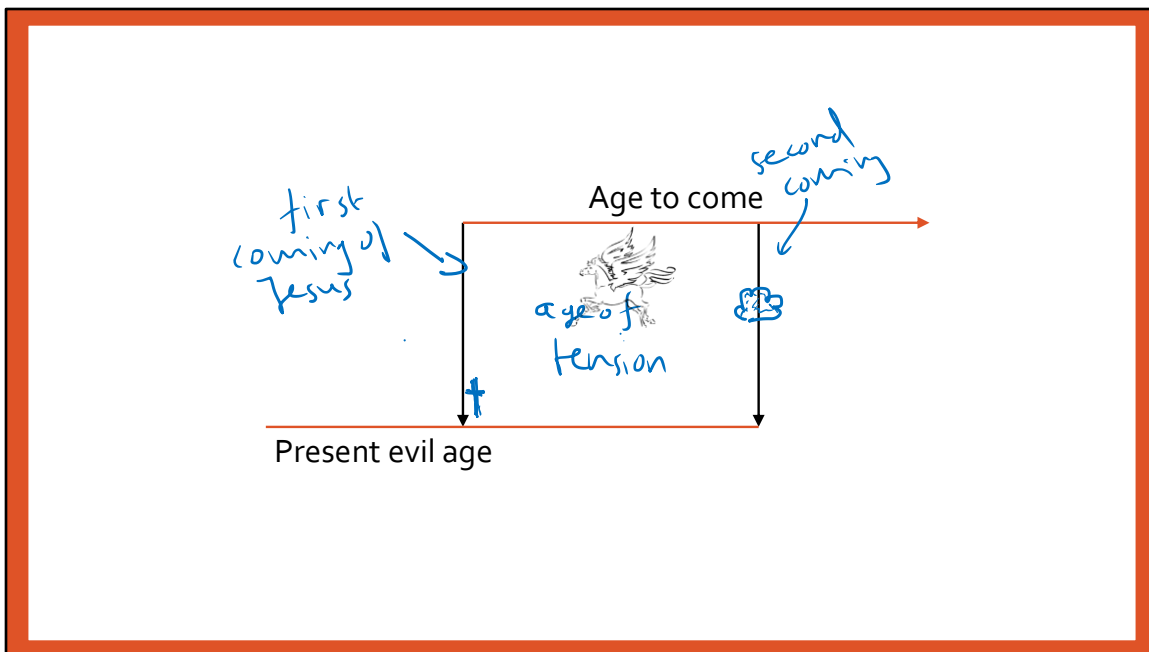 second
coming
Age to come
first
coming of
Jesus
age of
tension
Present evil age